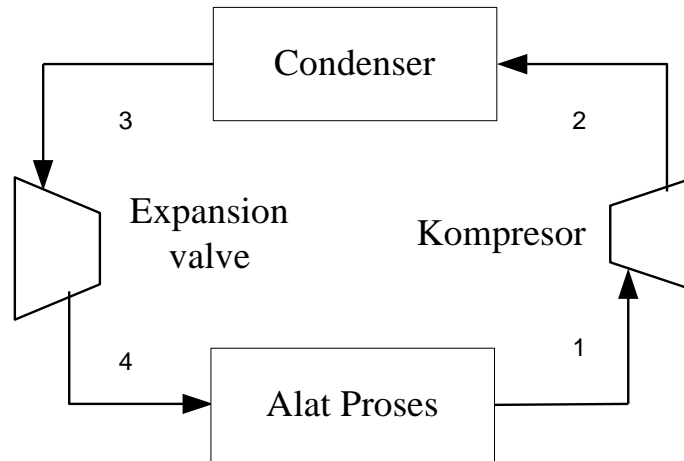 Condenser
3
2
Expansion
valve
Kompresor
4
1
Alat Proses